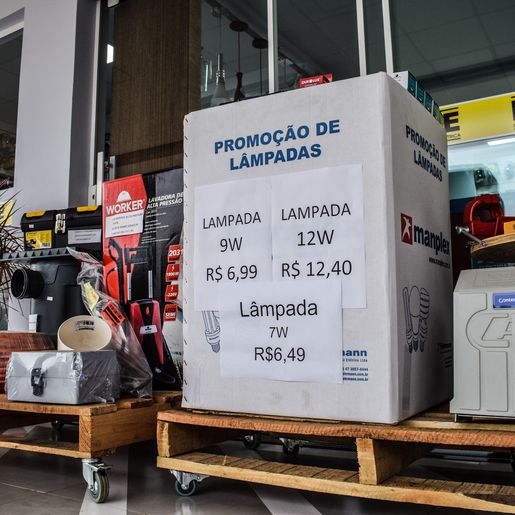 PROMOÇÃO DE
LÂMPADAS
LAMPADA
9W
R$ 6,99
LAMPADA
12W
R$ 12,40
Lâmpada
7W
R$6,49
PROMOÇÃO DE
LÂMPADAS
manplex
WORKER
LAVADORA DE
ALTA PRESSÃO